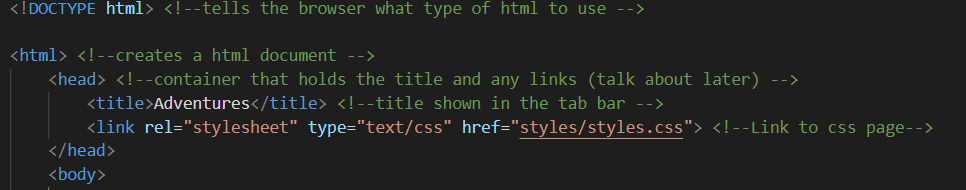 <!DOCTYPE html> <!--tells the browser what type of html to use -->
<html> <!--creates a html document -->
<head> <!--container that holds the title and any links (talk about later) -->
<title>Adventures</title> <!--title shown in the tab bar -->
<link rel="stylesheet" type="text/css" href="styles/styles.css"> <!--Link to css page-->
</head>
<body>